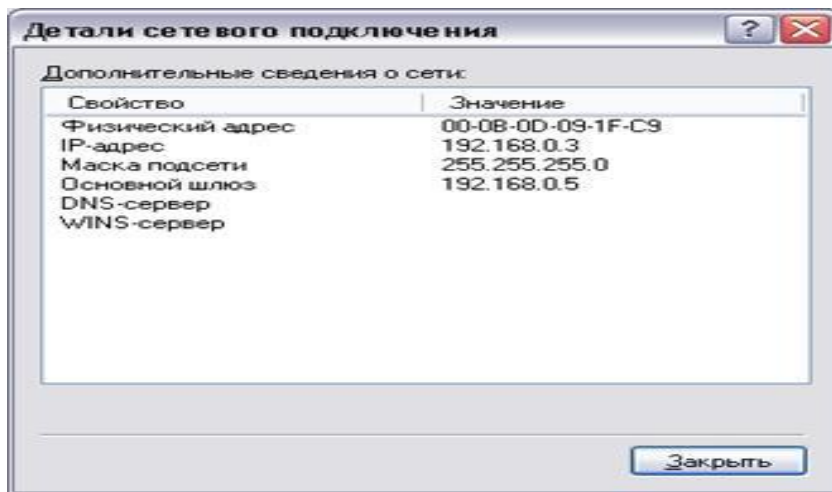 Детали сетевого подключения
Дополнительные сведения о сети:
Свойство Значение
Физический адрес 00-0B-0D-09-1F-C9
IP-адрес 192.168.0.3
Маска подсети 255.255.255.0
Основной шлюз 192.168.0.5
DNS-сервер
WINS-сервер
Закрыть